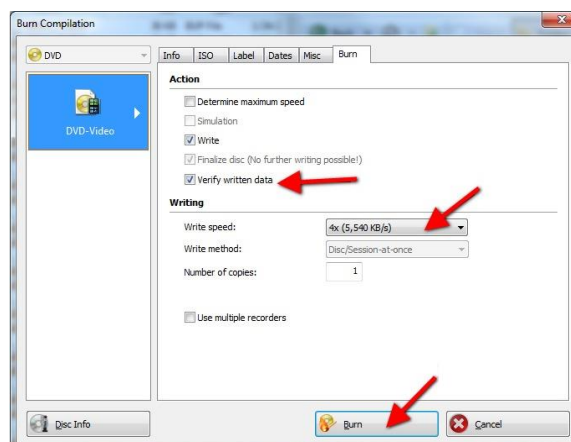 Burn Compilation
DVD
Info ISO Label Dates Misc Burn
Action
DVD-Video
Determine maximum speed
Simulation
Write
Finalize disc (No further writing possible!)
Verify written data
Writing
Write speed: 4x (5,540 KB/s)
Write method: Disc/Session-at-once
Number of copies: 1
Use multiple recorders
Disc Info Burn Cancel